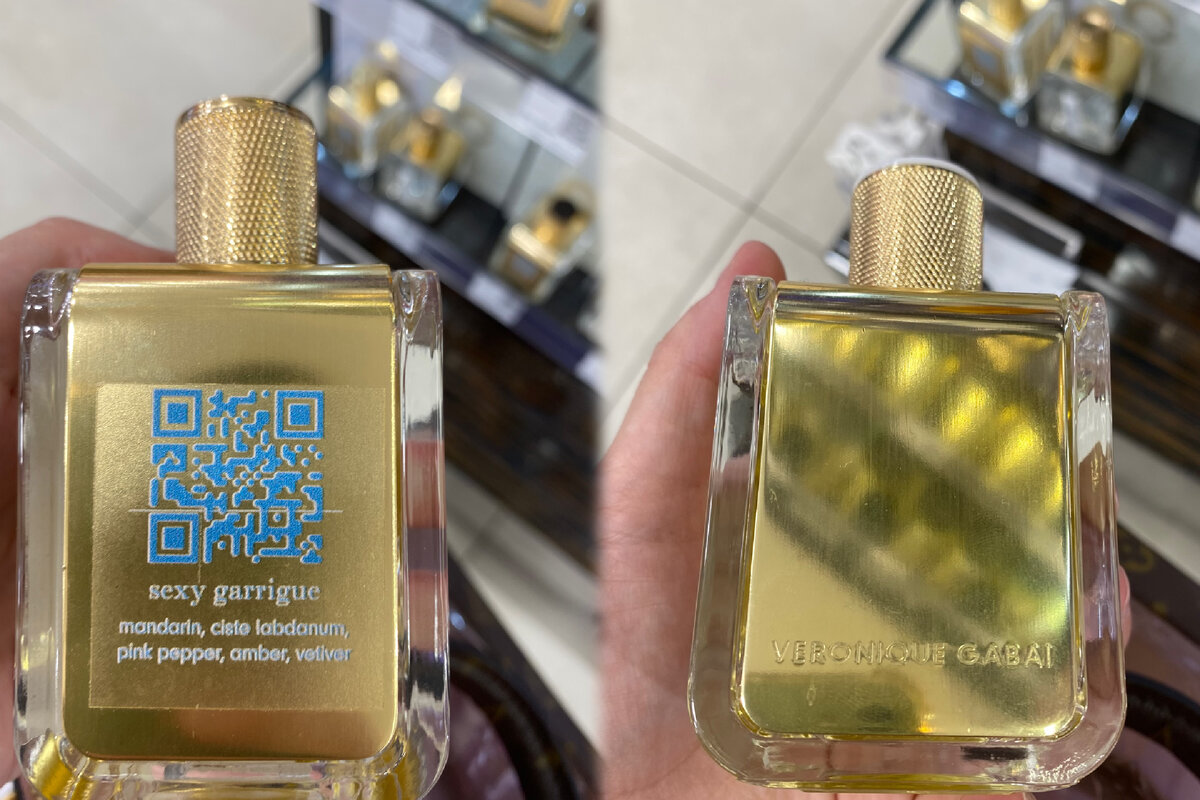 sexy garrigue
mandarin, ciste labdanum,
pink pepper, amber, vetiver
VERONIQUE GABAI